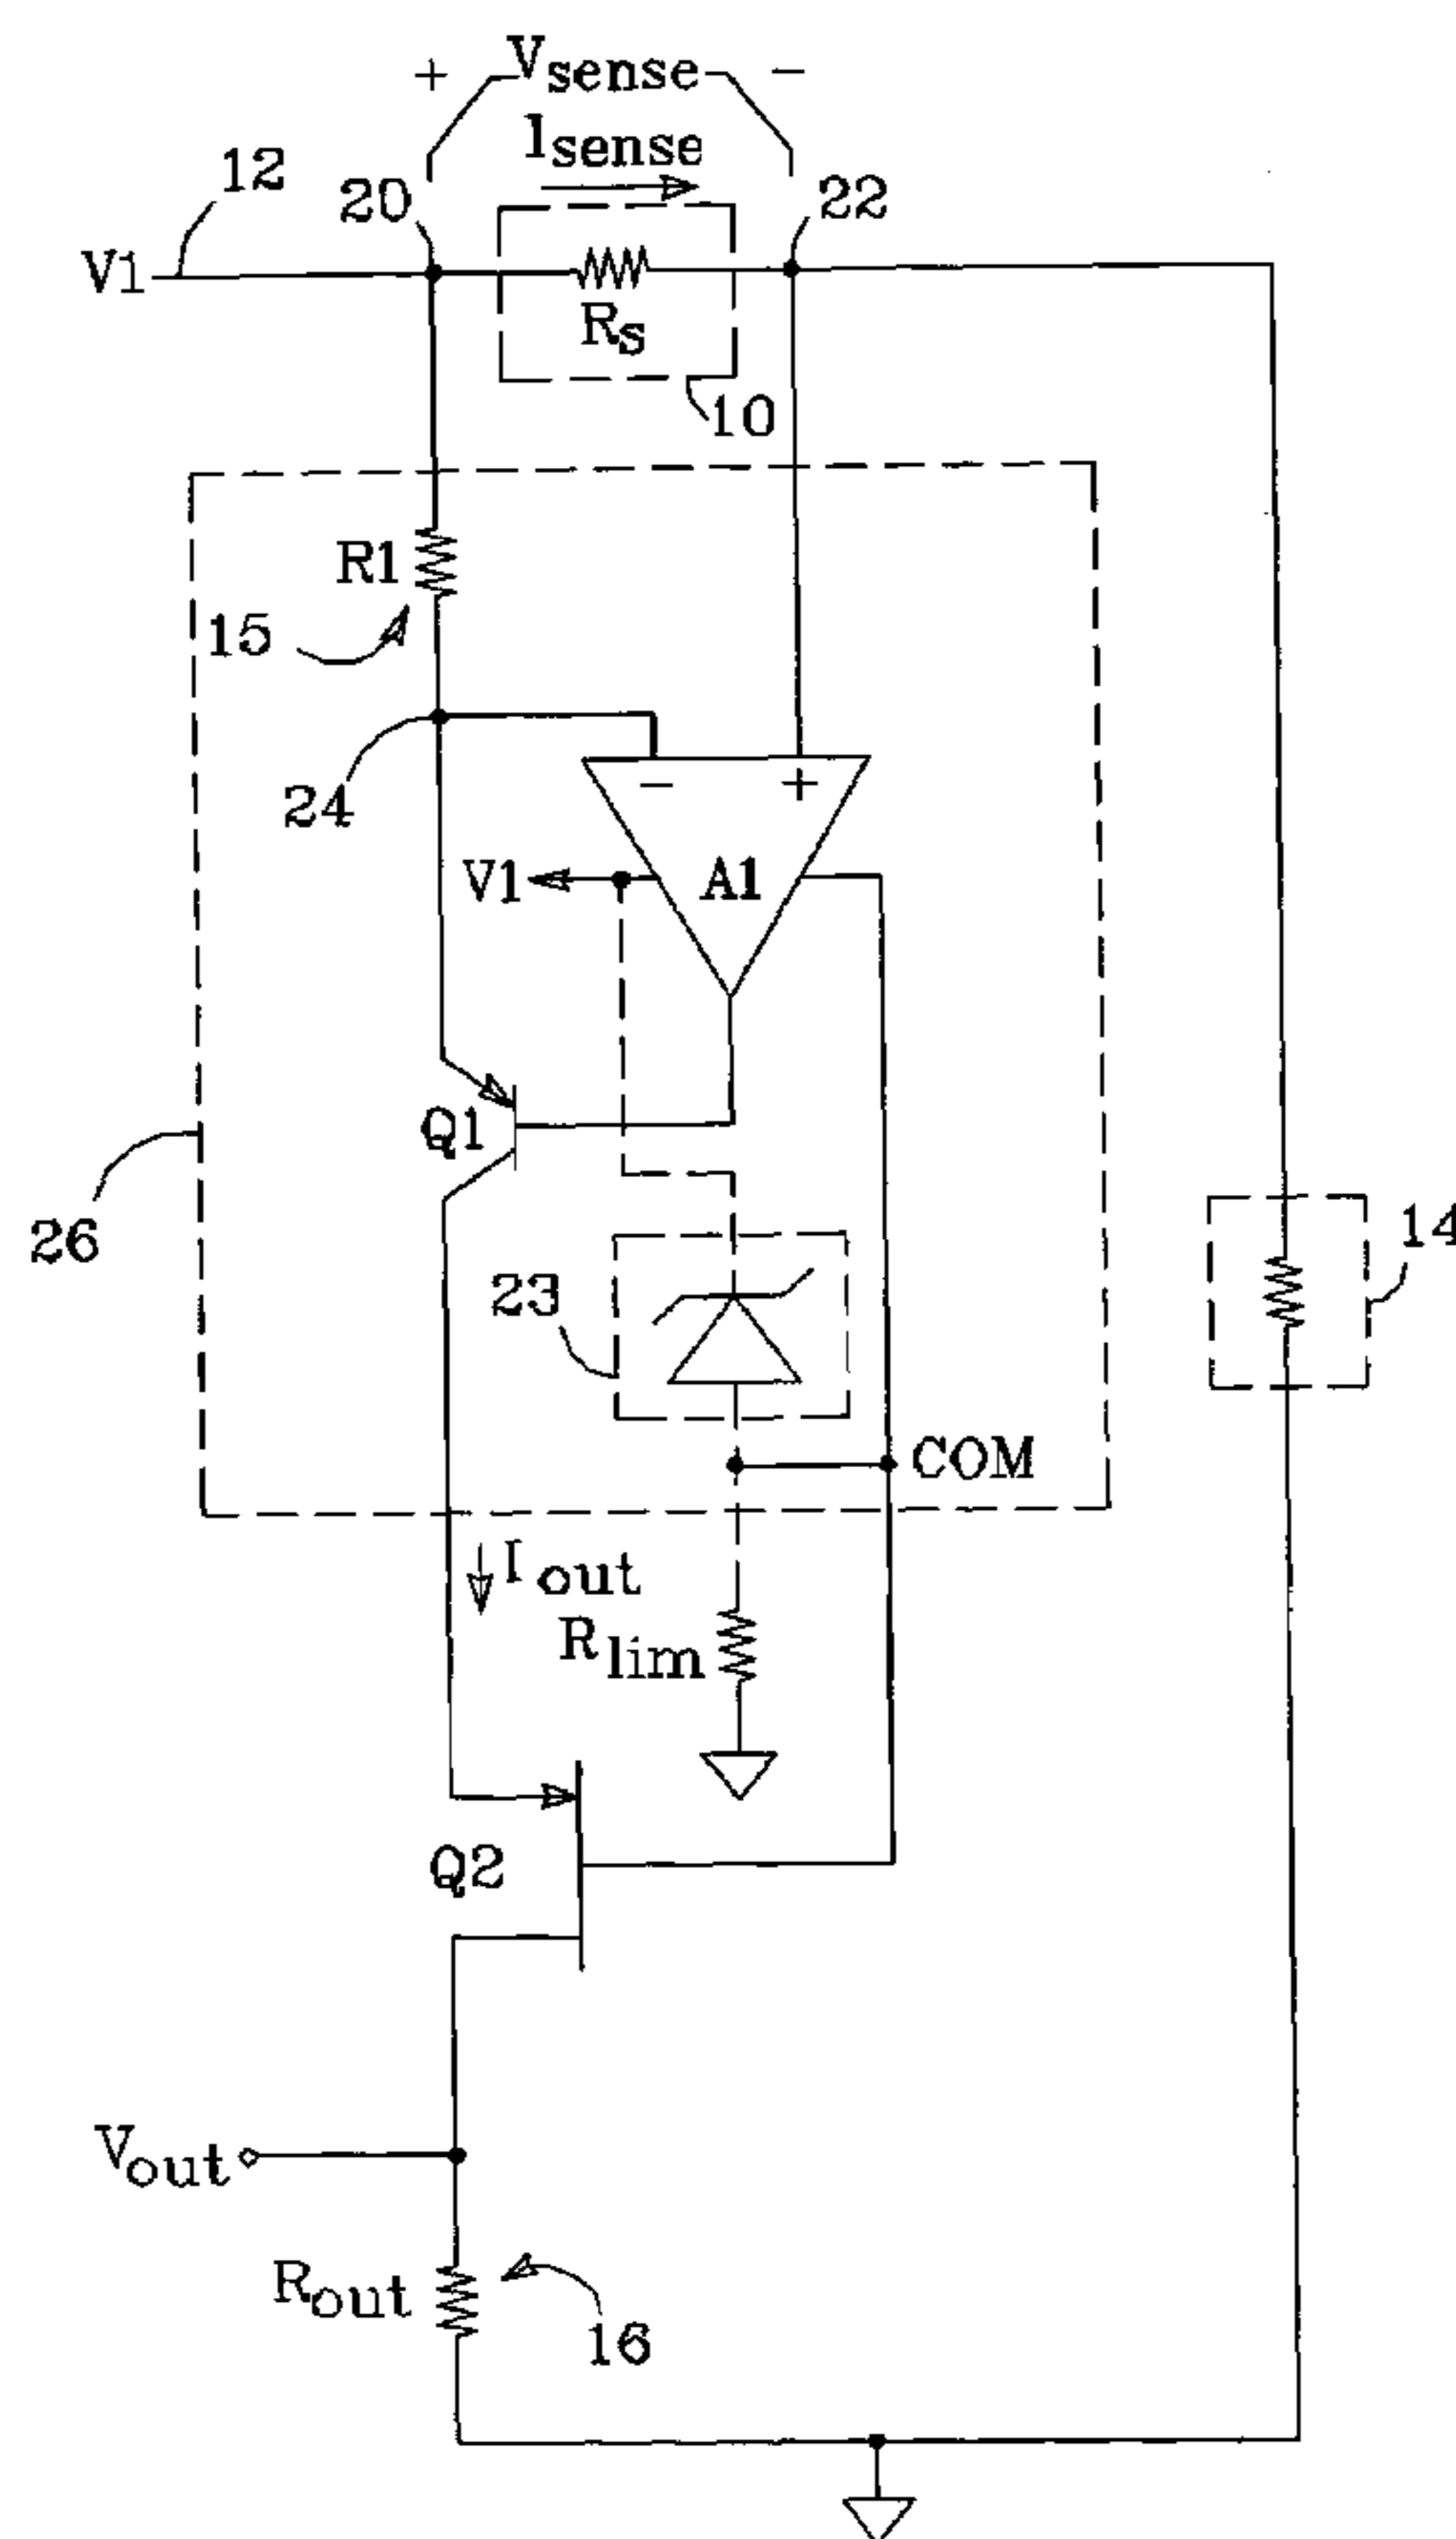 + Vsense −
Isense
12
20
22
V1
Rs
10
R1
15
24
− +
V1
A1
Q1
26
14
23
COM
Iout
Rlim
Q2
Vout
Rout
16